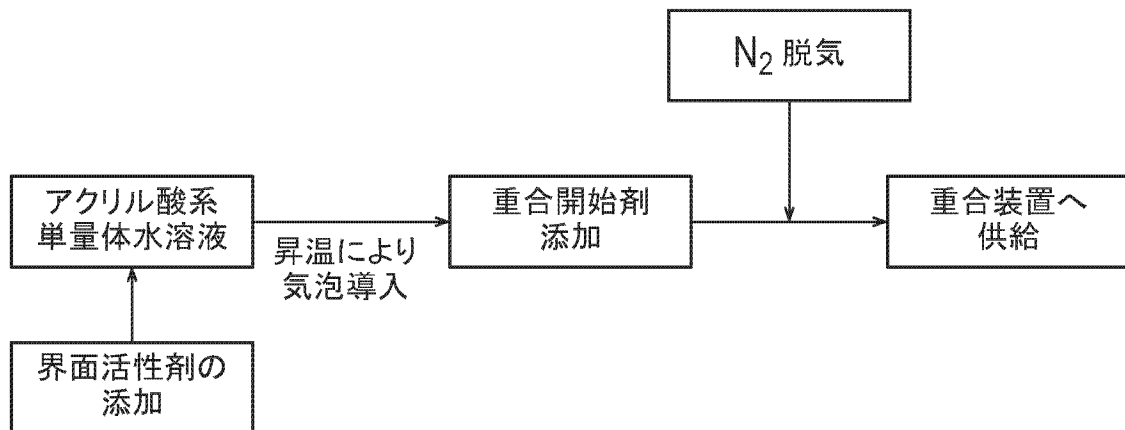 N₂ 脱気
アクリル酸系
単量体水溶液
昇温により
気泡導入
重合開始剤
添加
重合装置へ
供給
界面活性剤の
添加